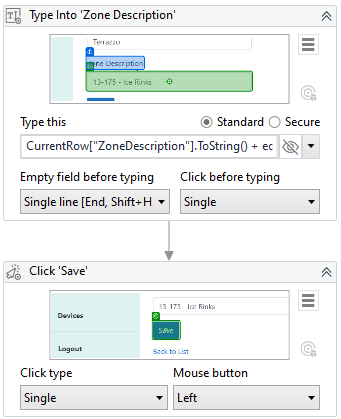 Type Into 'Zone Description'
Terrazzo
Zone Description
13-175 - Ice Rinks
Type this
Standard
Secure
CurrentRow["ZoneDescription"].ToString() + ec
Empty field before typing
Click before typing
Single line [End, Shift+H
Single
Click 'Save'
13-175 - Ice Rinks
Devices
Save
Logout
Back to List
Click type
Mouse button
Single
Left